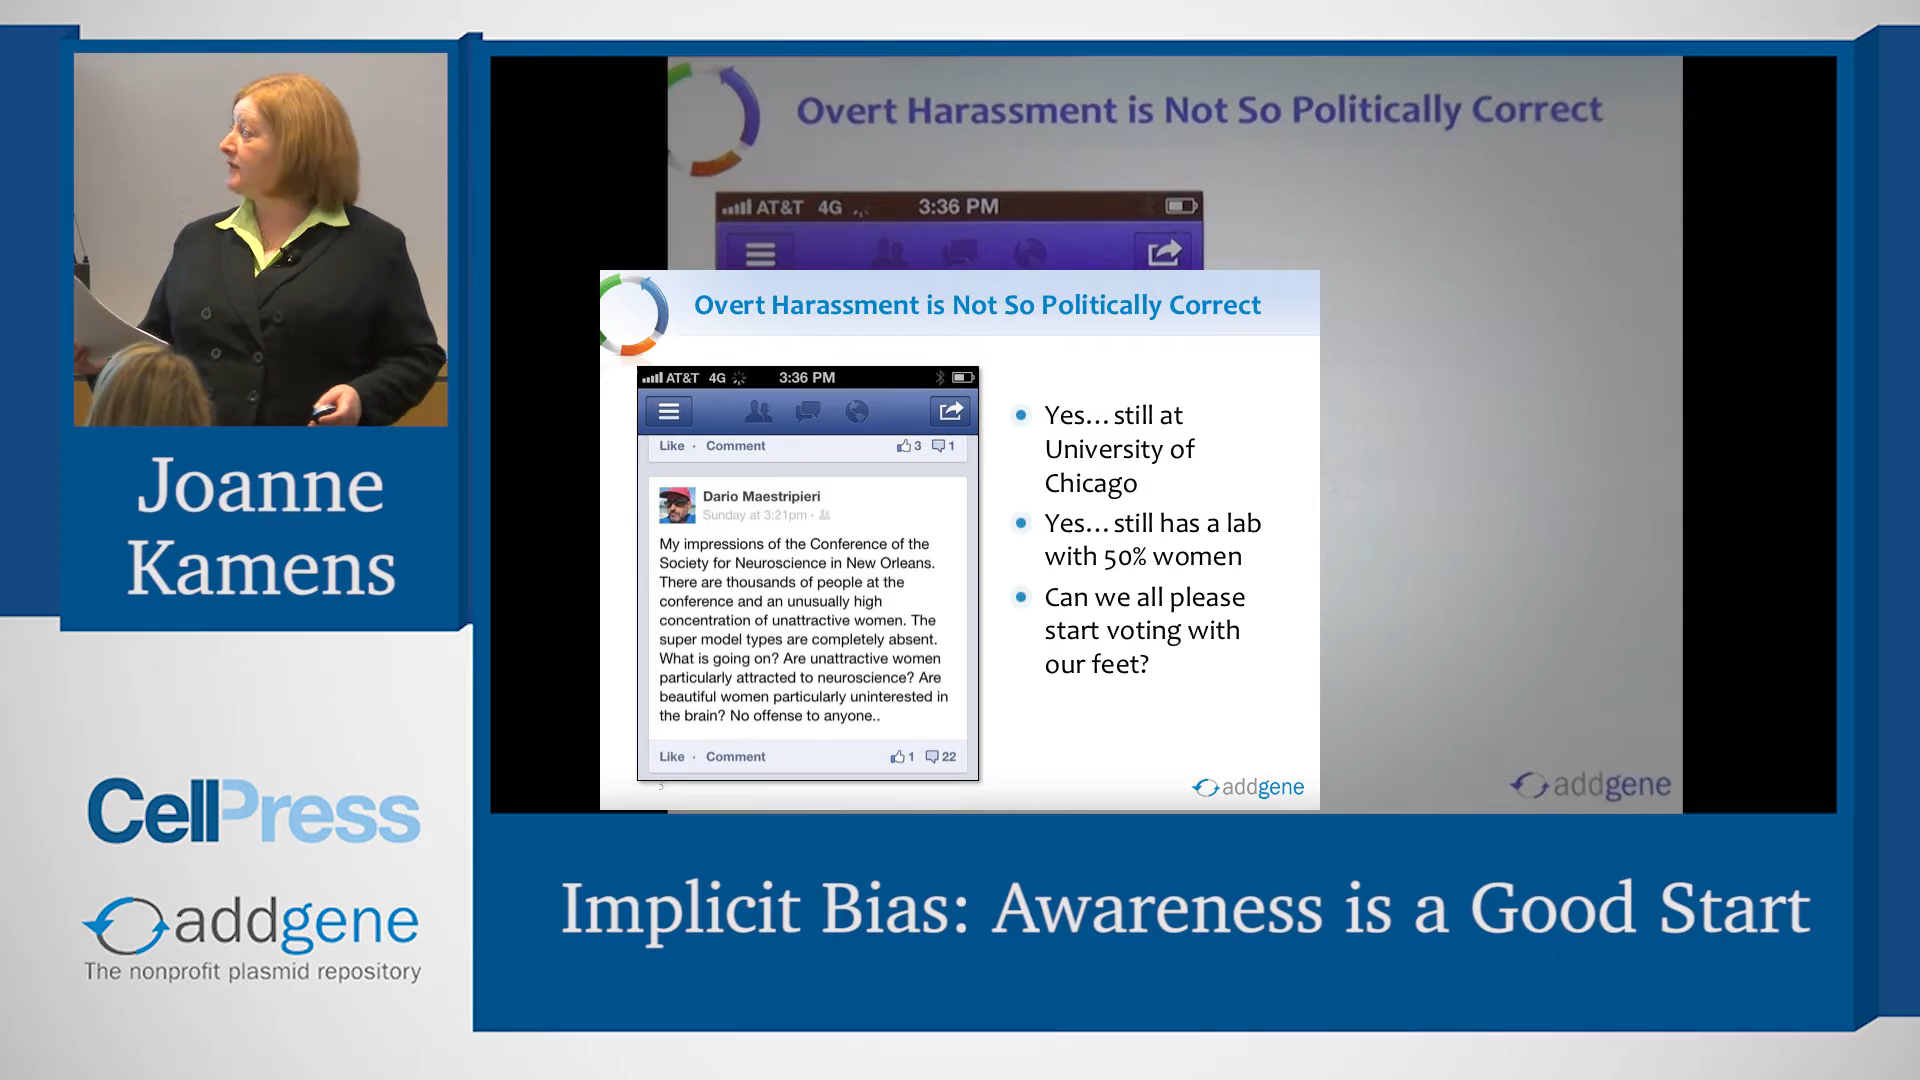 Overt Harassment is Not So Politically Correct
AT&T 4G 3:36 PM
Overt Harassment is Not So Politically Correct
AT&T 4G 3:36 PM
Like · Comment 3 1
Dario Maestripieri
Sunday at 3:21pm ·
My impressions of the Conference of the
Society for Neuroscience in New Orleans.
There are thousands of people at the
conference and an unusually high
concentration of unattractive women. The
super model types are completely absent.
What is going on? Are unattractive women
particularly attracted to neuroscience? Are
beautiful women particularly uninterested in
the brain? No offense to anyone..
Like · Comment 1 22
5
• Yes... still at
University of
Chicago
• Yes... still has a lab
with 50% women
• Can we all please
start voting with
our feet?
addgene
addgene
Joanne
Kamens
CellPress
addgene
The nonprofit plasmid repository
Implicit Bias: Awareness is a Good Start